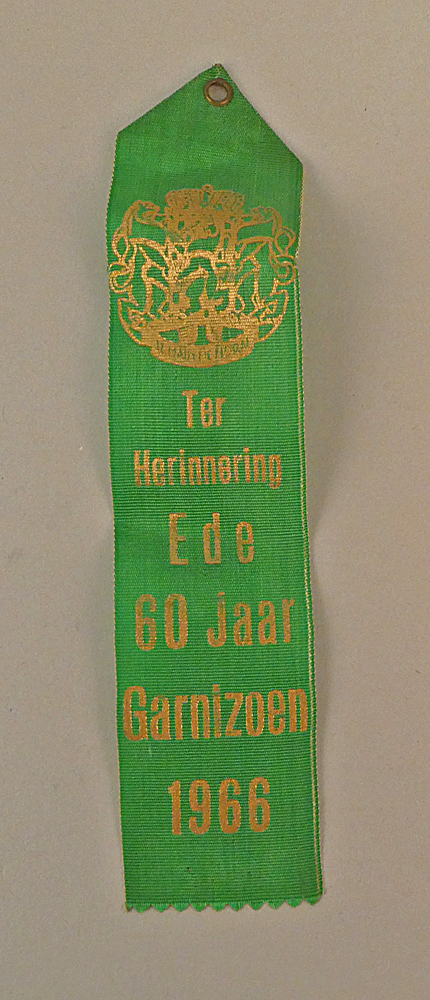 Ter
Herinnering
Ede
60 Jaar
Garnizoen
1966